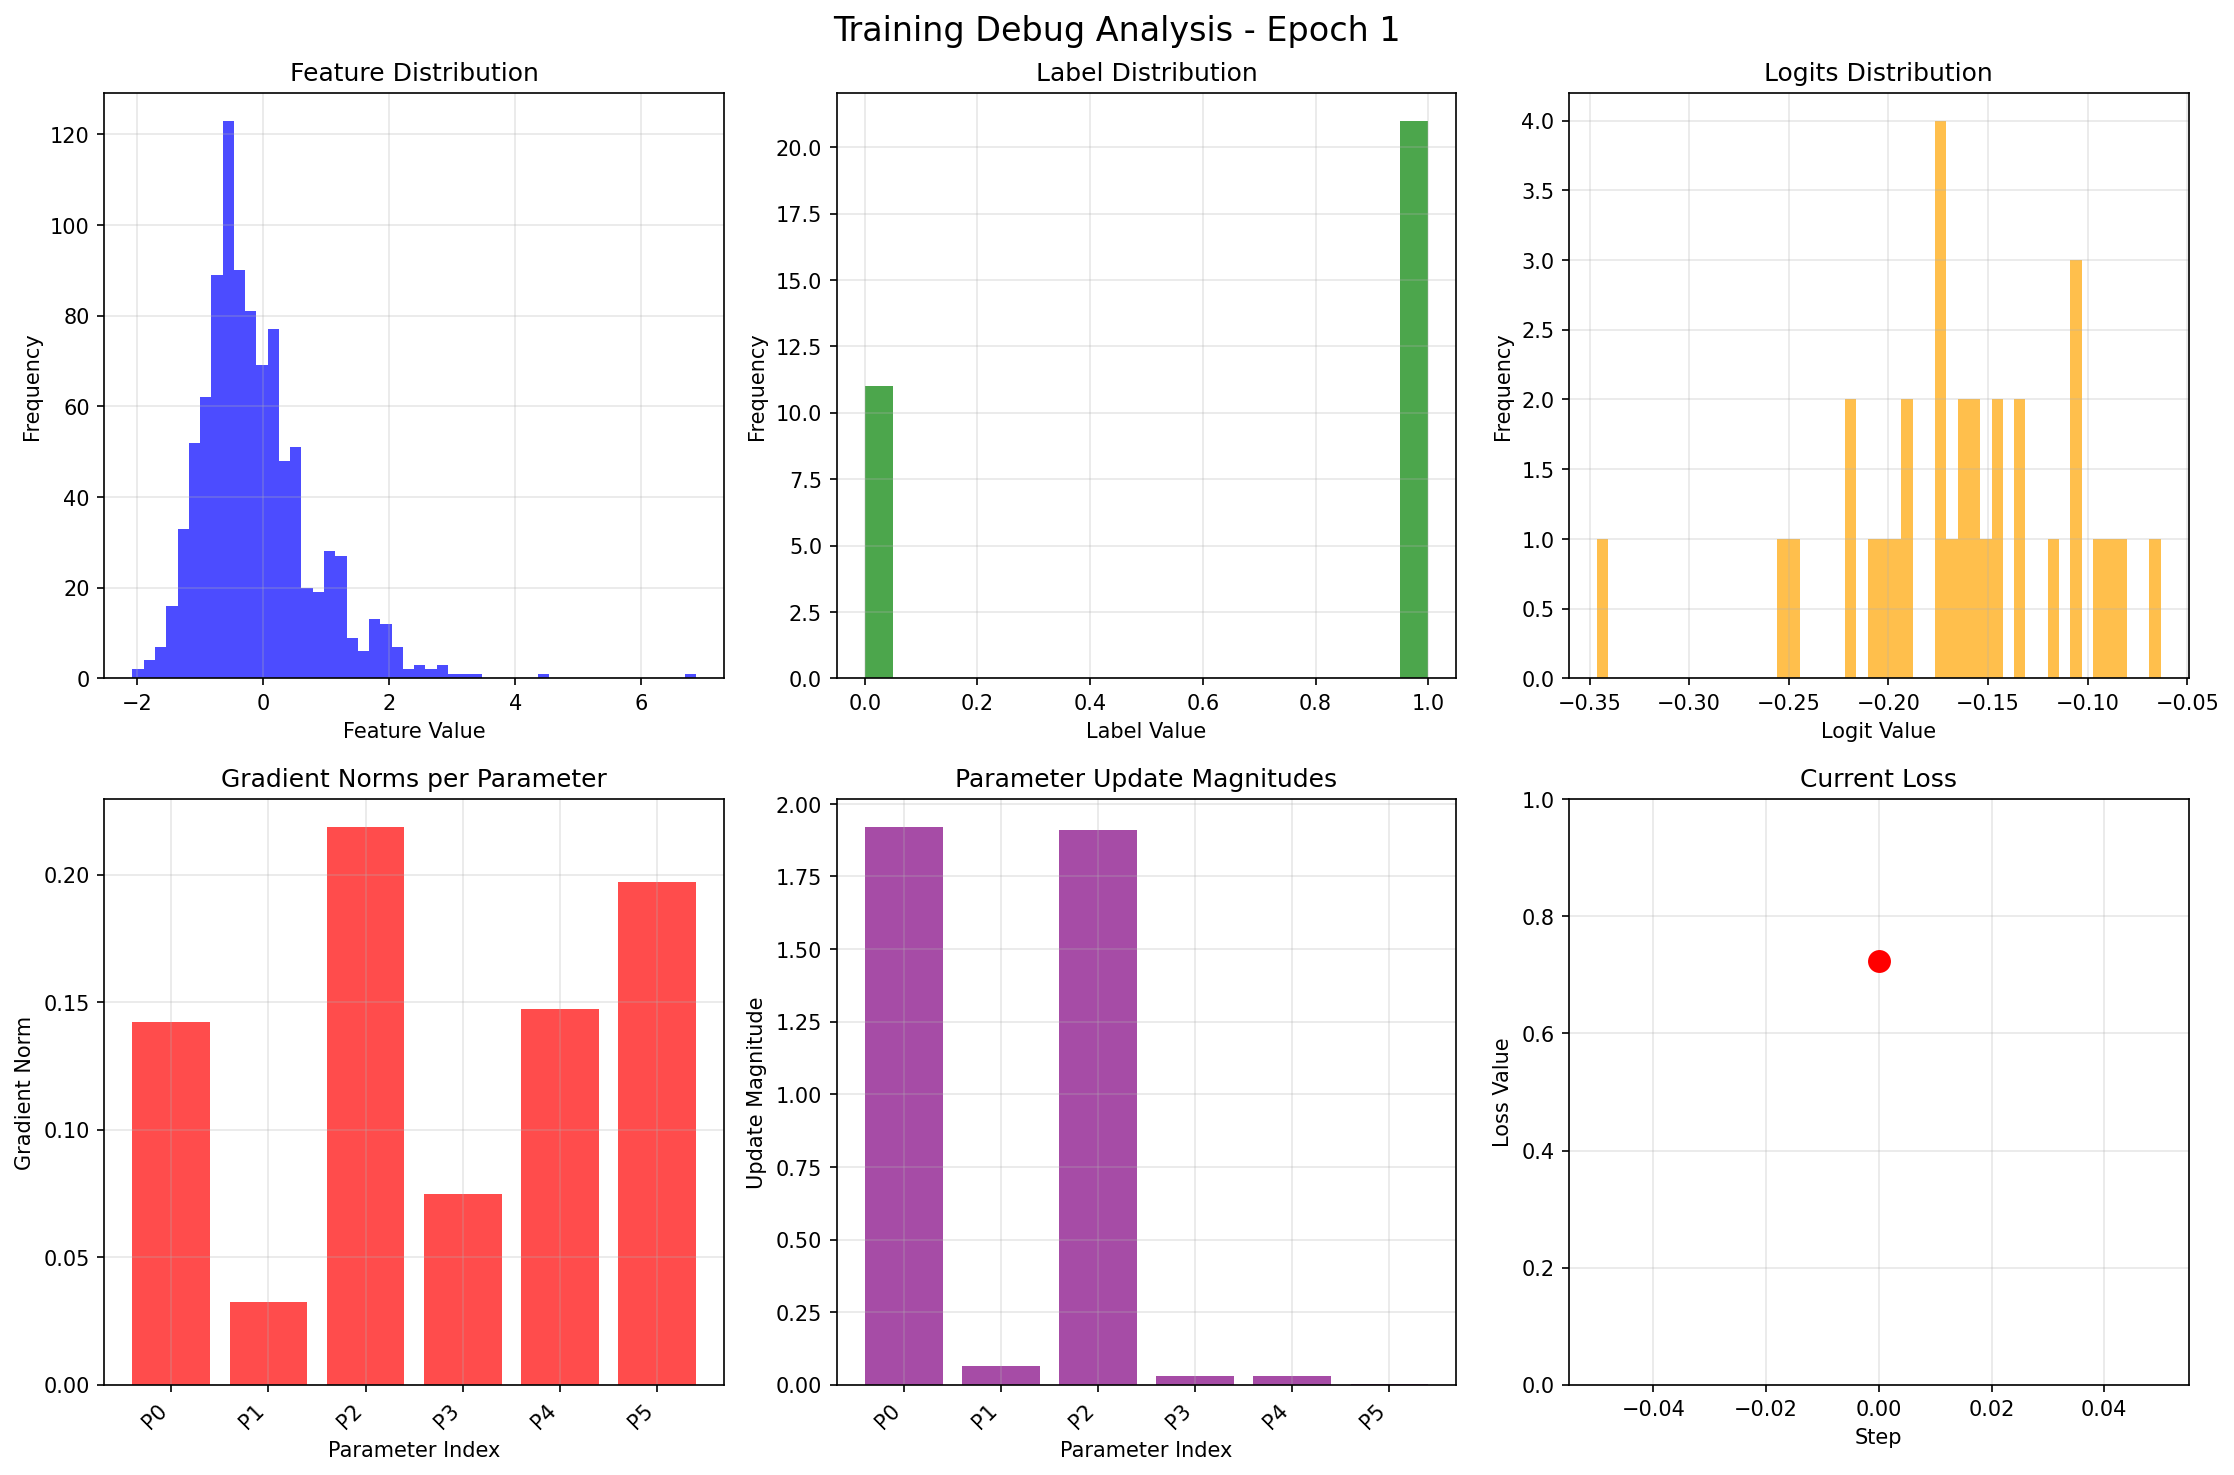 Training Debug Analysis - Epoch 1
Feature Distribution
Frequency
120
100
80
60
40
20
0
−2
0
2
4
6
Feature Value
Label Distribution
Frequency
20.0
17.5
15.0
12.5
10.0
7.5
5.0
2.5
0.0
0.0
0.2
0.4
0.6
0.8
1.0
Label Value
Logits Distribution
Frequency
4.0
3.5
3.0
2.5
2.0
1.5
1.0
0.5
0.0
−0.35
−0.30
−0.25
−0.20
−0.15
−0.10
−0.05
Logit Value
Gradient Norms per Parameter
Gradient Norm
0.20
0.15
0.10
0.05
0.00
P0
P1
P2
P3
P4
P5
Parameter Index
Parameter Update Magnitudes
Update Magnitude
2.00
1.75
1.50
1.25
1.00
0.75
0.50
0.25
0.00
P0
P1
P2
P3
P4
P5
Parameter Index
Current Loss
Loss Value
1.0
0.8
0.6
0.4
0.2
0.0
−0.04
−0.02
0.00
0.02
0.04
Step